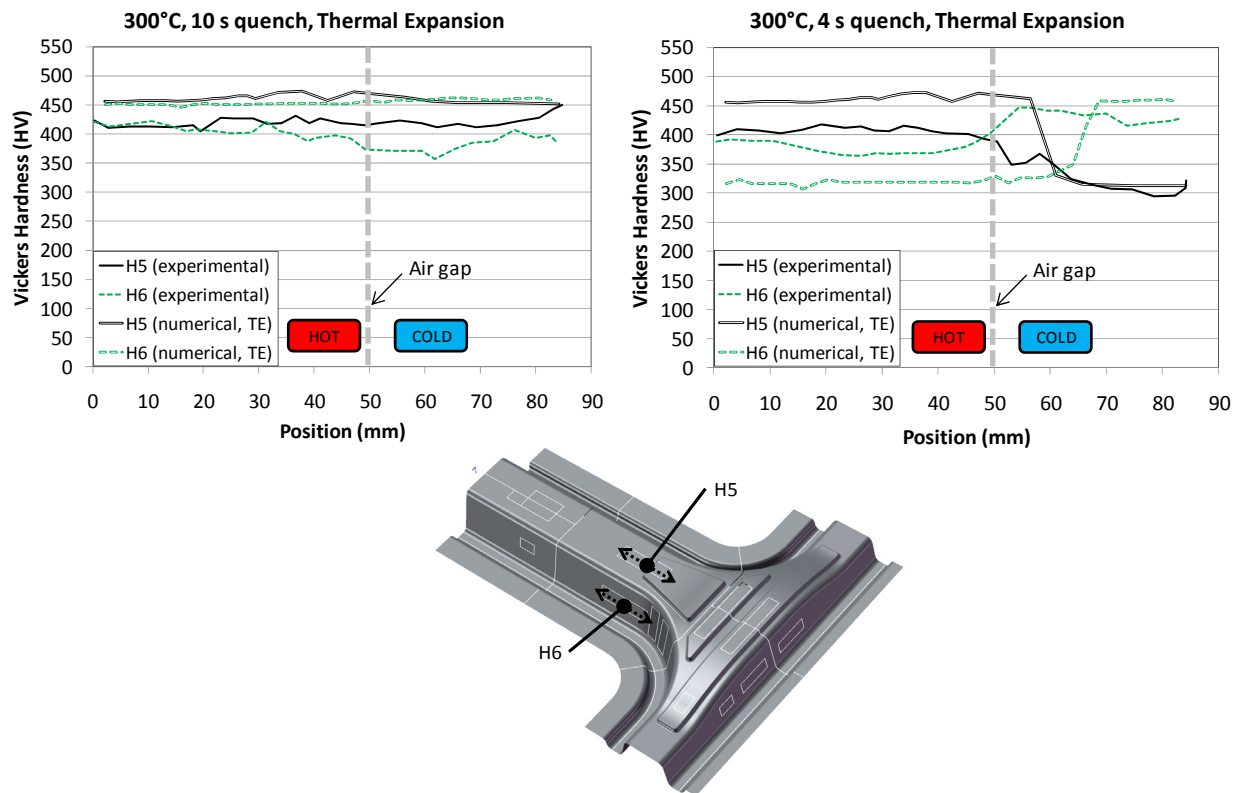 300°C, 10 s quench, Thermal Expansion
Vickers Hardness (HV)
550
500
450
400
350
300
250
200
150
100
50
0
H5 (experimental)
H6 (experimental)
H5 (numerical, TE)
H6 (numerical, TE)
Air gap
HOT
COLD
0 10 20 30 40 50 60 70 80 90
Position (mm)
300°C, 4 s quench, Thermal Expansion
Vickers Hardness (HV)
550
500
450
400
350
300
250
200
150
100
50
0
H5 (experimental)
H6 (experimental)
H5 (numerical, TE)
H6 (numerical, TE)
Air gap
HOT
COLD
0 10 20 30 40 50 60 70 80 90
Position (mm)
H5
H6